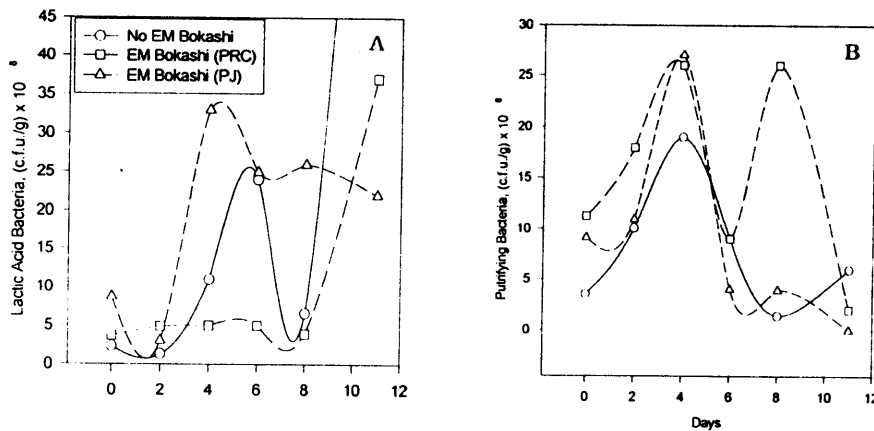 45
40
35
30
25
20
15
10
5
0
Lactic Acid Bacteria, (c.f.u./g) x 10 8
No EM Bokashi
EM Bokashi (PRC)
EM Bokashi (PJ)
A
0 2 4 6 8 10 12
30
25
20
15
10
5
0
Putrifying Bacteria, (c.f.u./g) x 10
B
0 2 4 6 8 10 12
Days